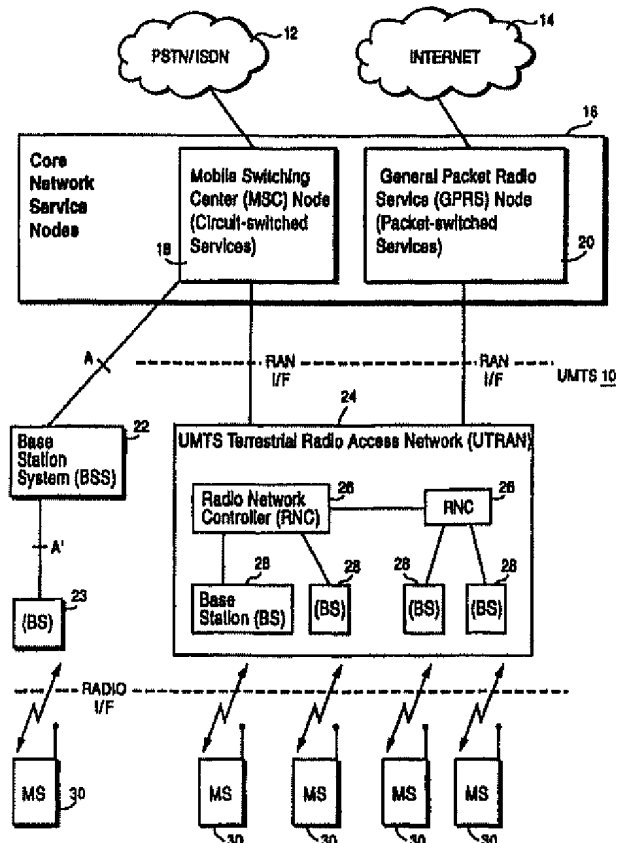 12
PSTN/ISDN
14
INTERNET
16
Core
Network
Service
Nodes
Mobile Switching
Center (MSC) Node
(Circuit-switched
Services)
18
General Packet Radio
Service (GPRS) Node
(Packet-switched
Services)
20
A
RAN
I/F
RAN
I/F
UMTS 10
22
Base
Station
System (BSS)
24
UMTS Terrestrial Radio Access Network (UTRAN)
26
Radio Network
Controller (RNC)
26
RNC
A'
23
(BS)
28
Base
Station (BS)
28
(BS)
28
(BS)
28
(BS)
RADIO
I/F
MS
30
MS
30
MS
30
MS
30
MS
30